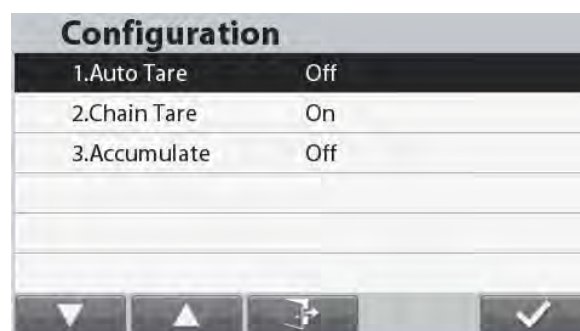 Configuration
1.Auto Tare Off
2.Chain Tare On
3.Accumulate Off